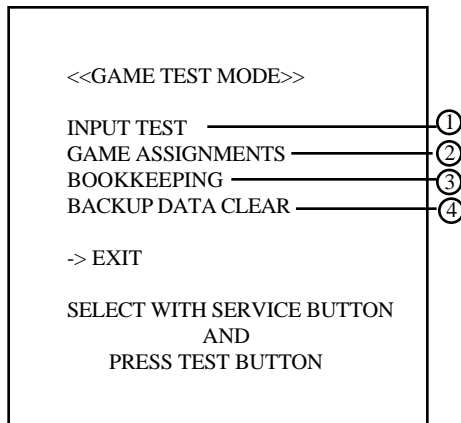 <<GAME TEST MODE>>
INPUT TEST ①
GAME ASSIGNMENTS ②
BOOKKEEPING ③
BACKUP DATA CLEAR ④
-> EXIT
SELECT WITH SERVICE BUTTON
AND
PRESS TEST BUTTON